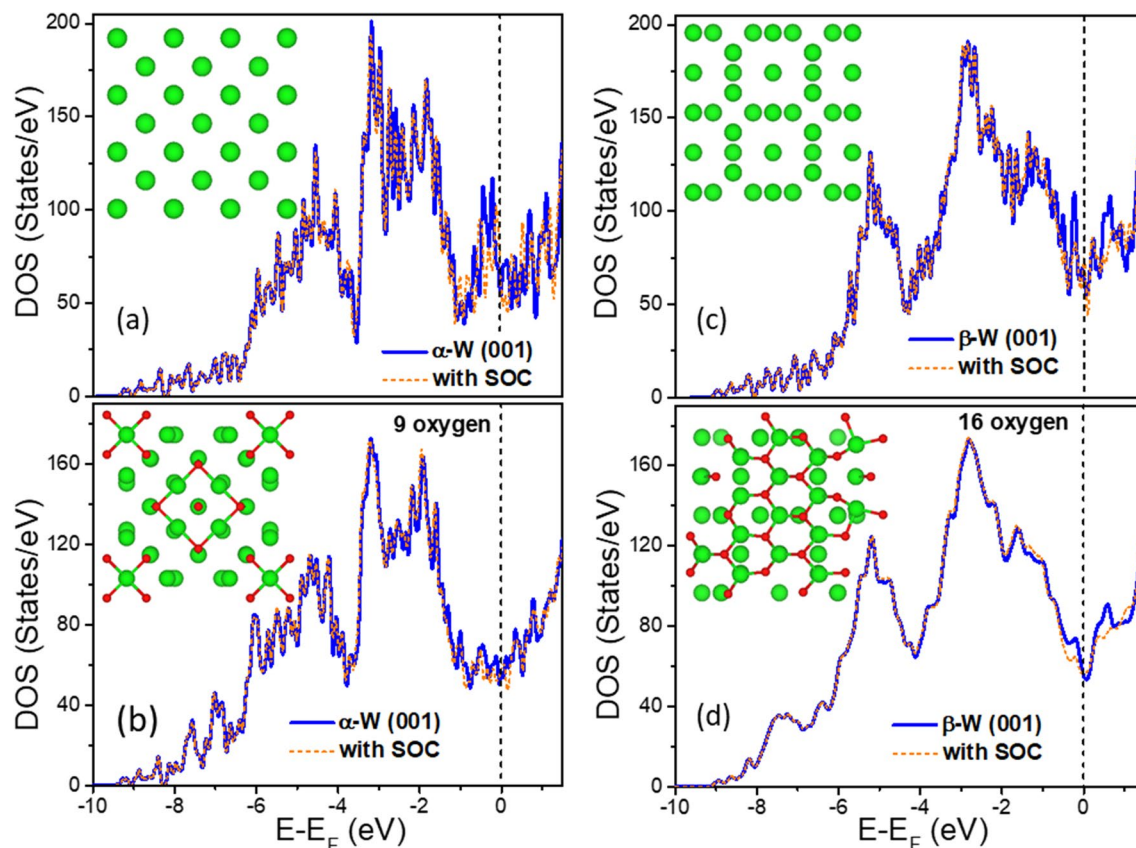 DOS (States/eV)
200
150
100
50
0
(a)
α-W (001)
with SOC
DOS (States/eV)
160
120
80
40
0
9 oxygen
(b)
α-W (001)
with SOC
-10 -8 -6 -4 -2 0
E-E_F (eV)
DOS (States/eV)
200
150
100
50
0
(c)
β-W (001)
with SOC
DOS (States/eV)
160
120
80
40
0
16 oxygen
(d)
β-W (001)
with SOC
-10 -8 -6 -4 -2 0
E-E_F (eV)